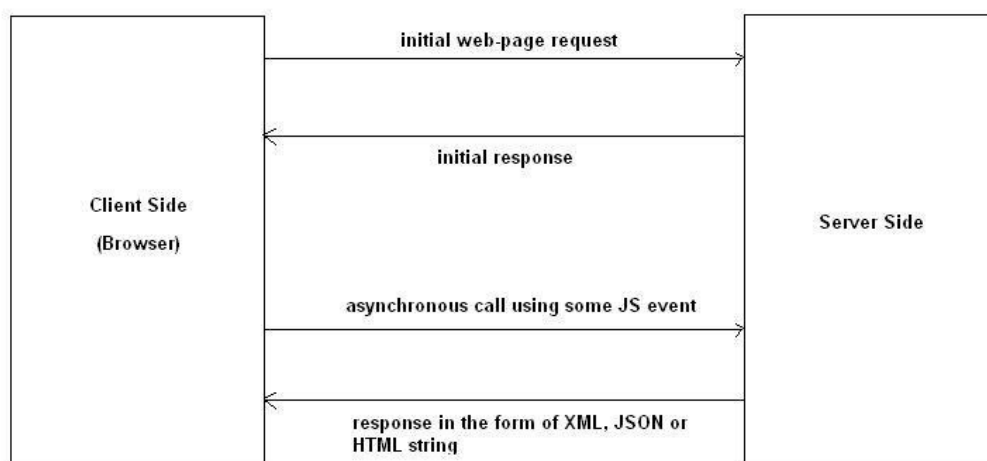 initial web-page request
initial response
Client Side
(Browser)
Server Side
asynchronous call using some JS event
response in the form of XML, JSON or
HTML string